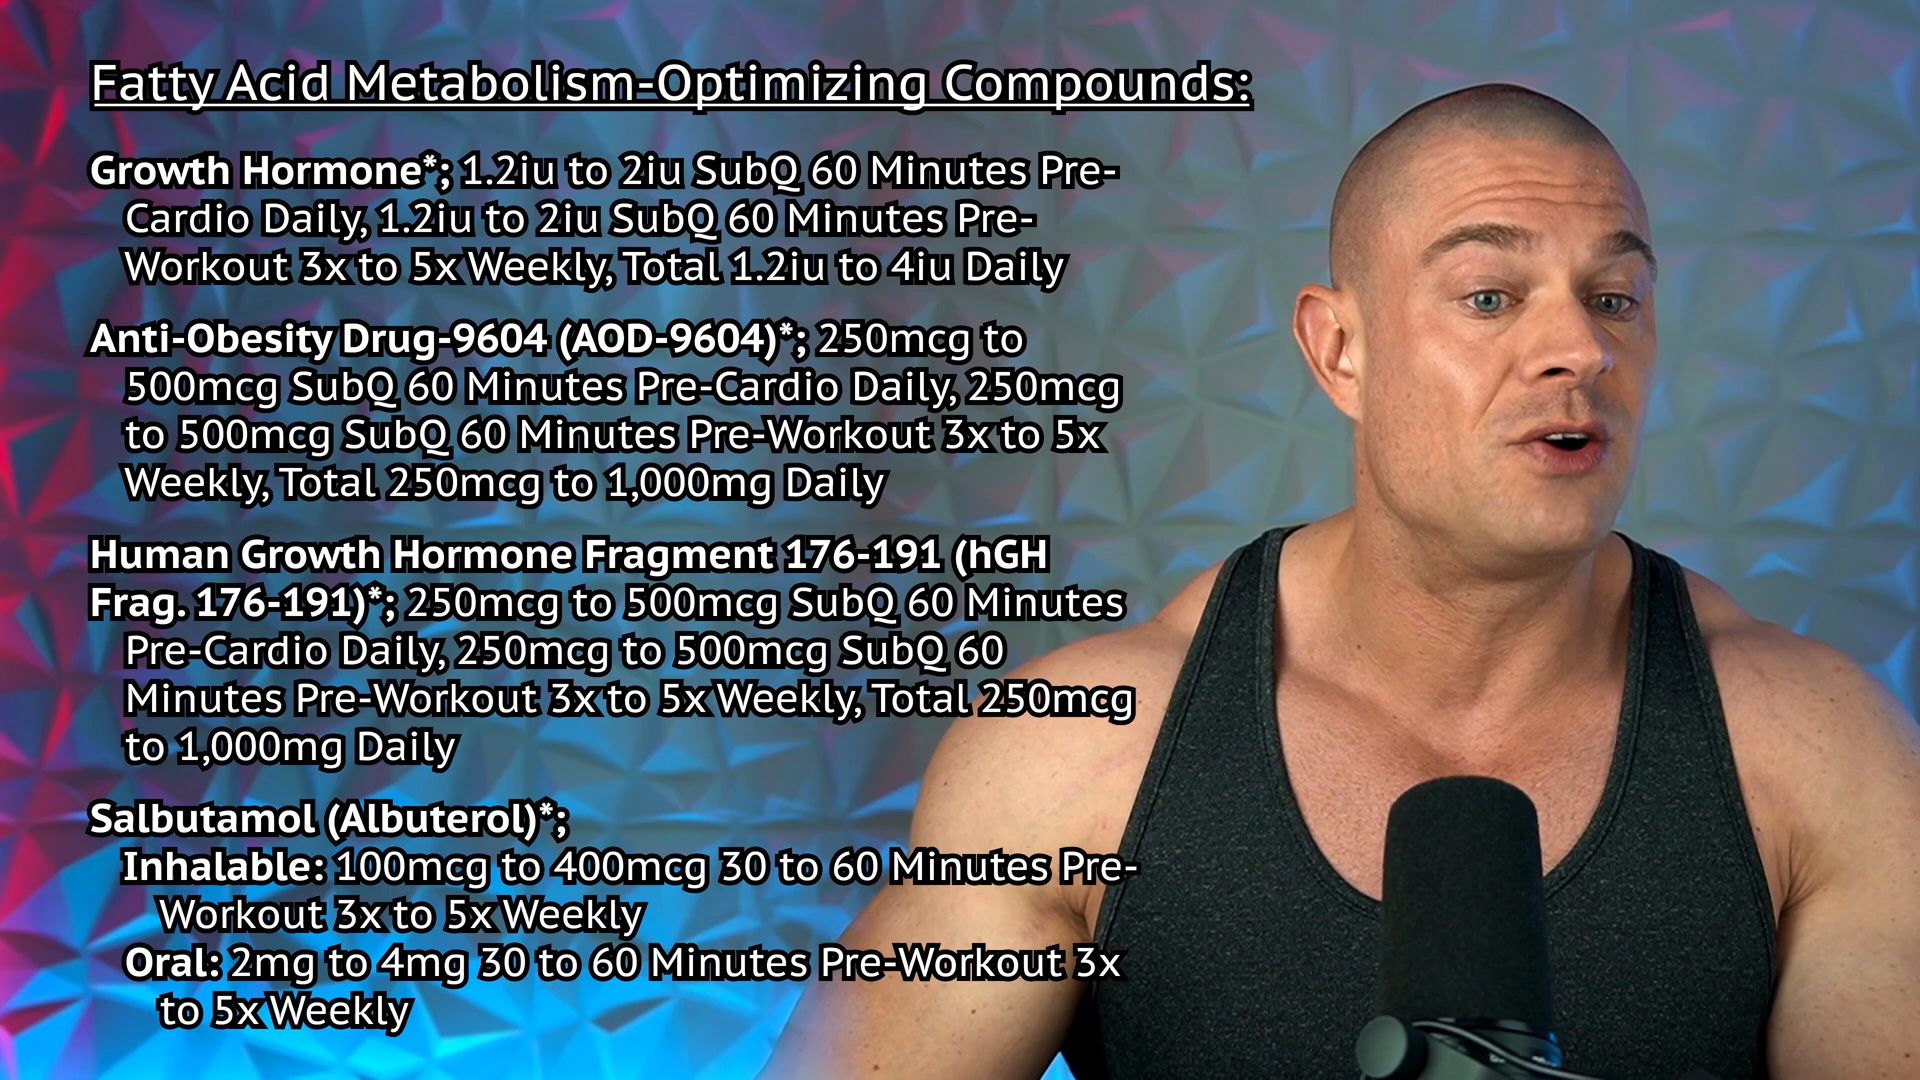 Fatty Acid Metabolism-Optimizing Compounds:
Growth Hormone*; 1.2iu to 2iu SubQ 60 Minutes Pre-
Cardio Daily, 1.2iu to 2iu SubQ 60 Minutes Pre-
Workout 3x to 5x Weekly, Total 1.2iu to 4iu Daily
Anti-Obesity Drug-9604 (AOD-9604)*; 250mcg to
500mcg SubQ 60 Minutes Pre-Cardio Daily, 250mcg
to 500mcg SubQ 60 Minutes Pre-Workout 3x to 5x
Weekly, Total 250mcg to 1,000mg Daily
Human Growth Hormone Fragment 176-191 (hGH
Frag. 176-191)*; 250mcg to 500mcg SubQ 60 Minutes
Pre-Cardio Daily, 250mcg to 500mcg SubQ 60
Minutes Pre-Workout 3x to 5x Weekly, Total 250mcg
to 1,000mg Daily
Salbutamol (Albuterol)*;
Inhalable: 100mcg to 400mcg 30 to 60 Minutes Pre-
Workout 3x to 5x Weekly
Oral: 2mg to 4mg 30 to 60 Minutes Pre-Workout 3x
to 5x Weekly